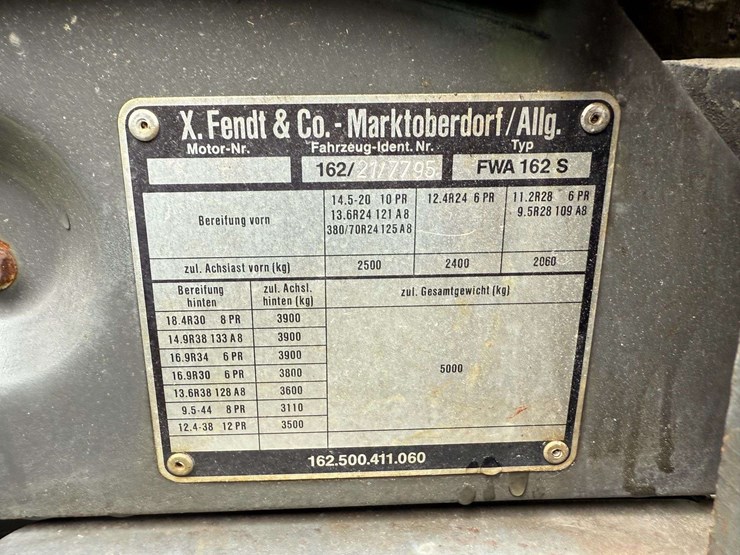 X. Fendt & Co. - Marktoberdorf/Allg.
Motor-Nr. Fahrzeug-Ident. Nr. Typ
162/21/7795 FWA 162 S
Bereifung vorn
14.5-20 10 PR 12.4R24 6 PR 11.2R28 6 PR
13.6R24 121 A8 9.5R28 109 A8
380/70R24 125 A8
zul. Achslast vorn (kg) 2500 2400 2060
Bereifung hinten zul. Achsl. hinten (kg) zul. Gesamtgewicht (kg)
18.4R30 8 PR 3900
14.9R38 133 A8 3900
16.9R34 6 PR 3900
16.9R30 6 PR 3800 5000
13.6R38 128 A8 3600
9.5-44 8 PR 3110
12.4-38 12 PR 3500
162.500.411.060